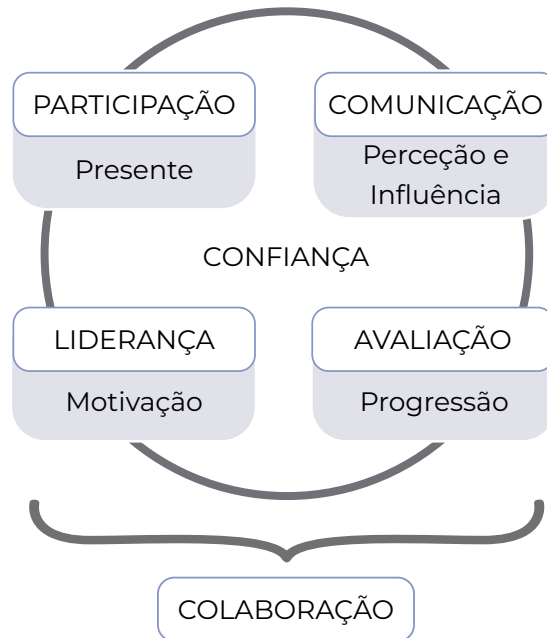 PARTICIPAÇÃO
Presente
COMUNICAÇÃO
Perceção e
Influência
CONFIANÇA
LIDERANÇA
Motivação
AVALIAÇÃO
Progressão
COLABORAÇÃO